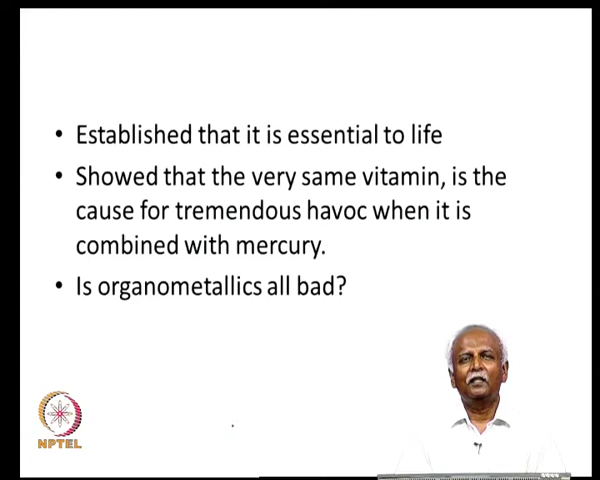 • Established that it is essential to life
• Showed that the very same vitamin, is the
cause for tremendous havoc when it is
combined with mercury.
• Is organometallics all bad?
NPTEL